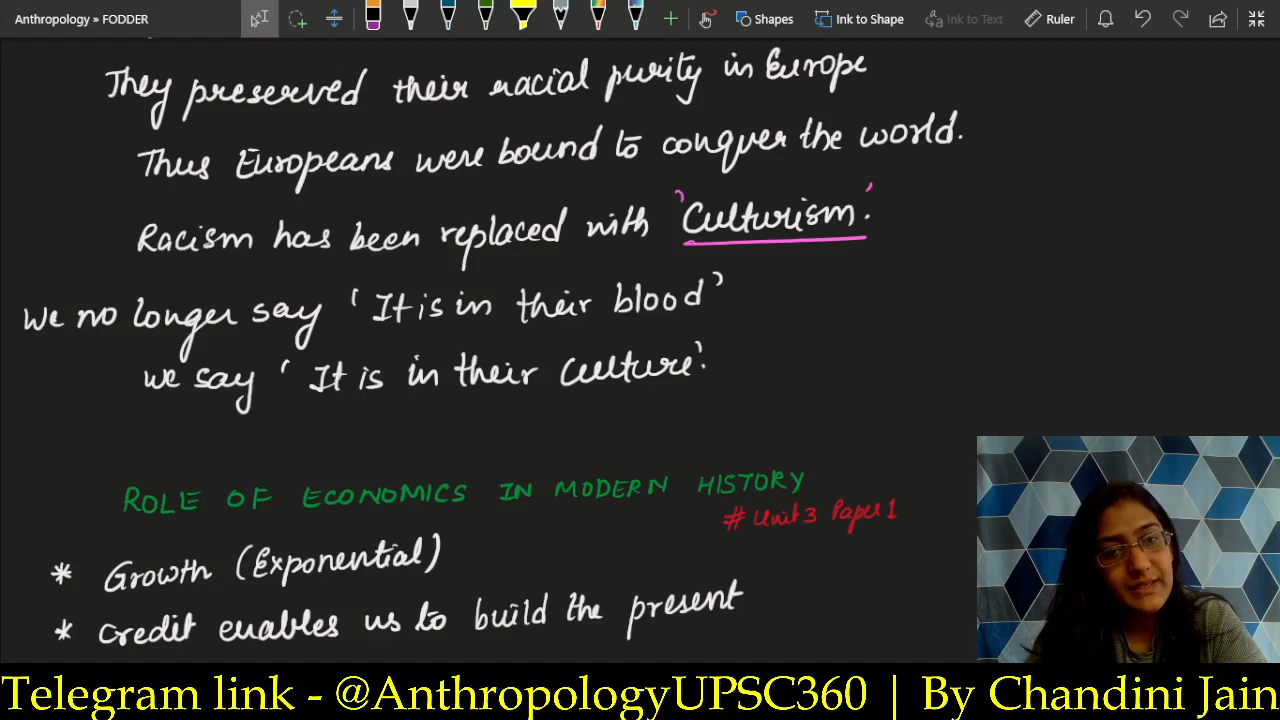 Anthropology » FODDER
Shapes
Ink to Shape
Ink to Text
Ruler
They preserved their racial purity in Europe
Thus Europeans were bound to conquer the world.
Racism has been replaced with 'Culturism.'
We no longer say 'It is in their blood'
we say 'It is in their culture.'
ROLE OF ECONOMICS IN MODERN HISTORY
# Unit 3 Paper 1
* Growth (Exponential)
* Credit enables us to build the present
Telegram link - @AnthropologyUPSC360 | By Chandini Jain